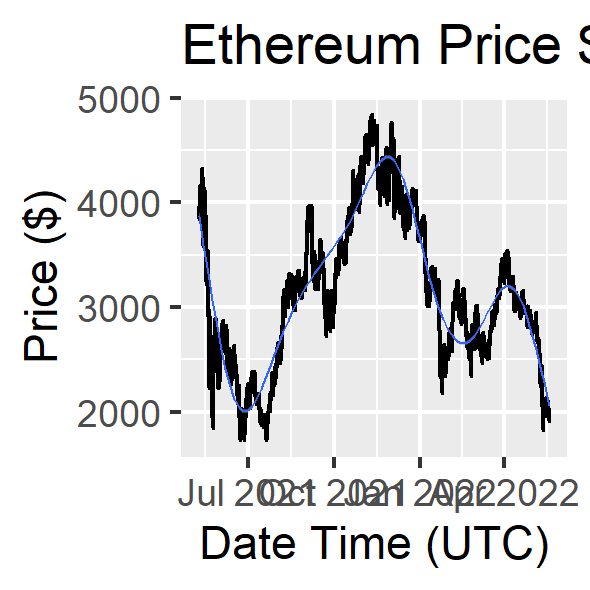 Ethereum Price
5000
4000
3000
2000
Price ($)
Jul 2021 Oct 2021 Jan 2022 Apr 2022
Date Time (UTC)